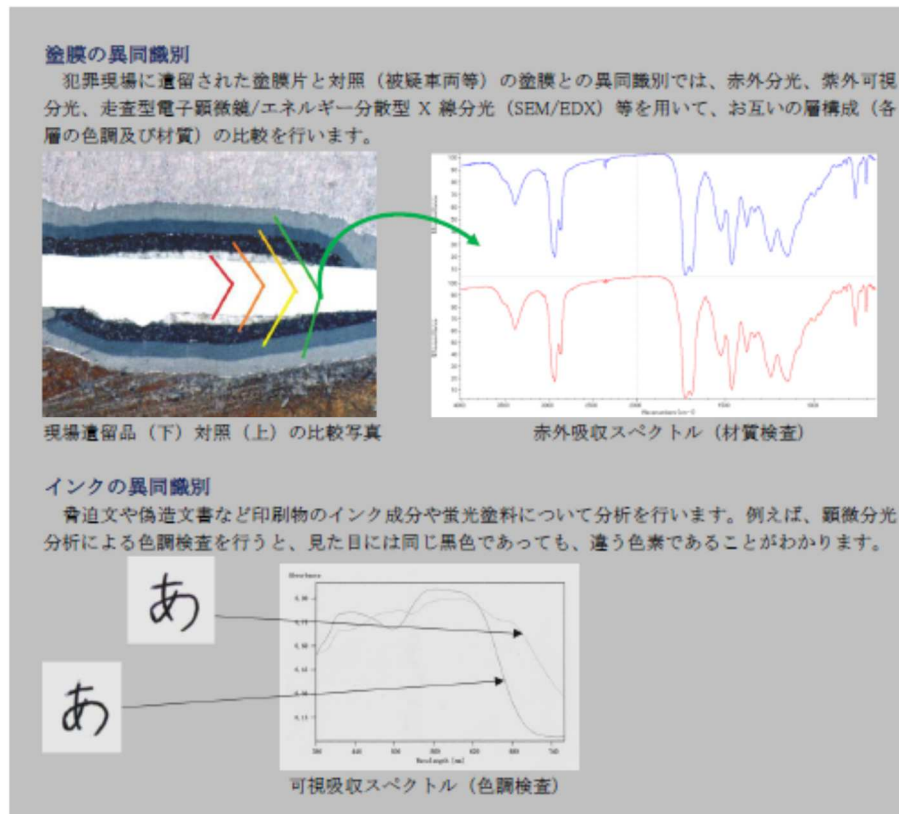 塗膜の異同識別
犯罪現場に遺留された塗膜片と対照（被疑車両等）の塗膜との異同識別では、赤外分光、紫外可視
分光、走査型電子顕微鏡/エネルギー分散型 X 線分光（SEM/EDX）等を用いて、お互いの層構成（各
層の色調及び材質）の比較を行います。
現場遺留品（下）対照（上）の比較写真
赤外吸収スペクトル（材質検査）
インクの異同識別
脅迫文や偽造文書など印刷物のインク成分や蛍光塗料について分析を行います。例えば、顕微分光
分析による色調検査を行うと、見た目には同じ黒色であっても、違う色素であることがわかります。
あ
あ
可視吸収スペクトル（色調検査）